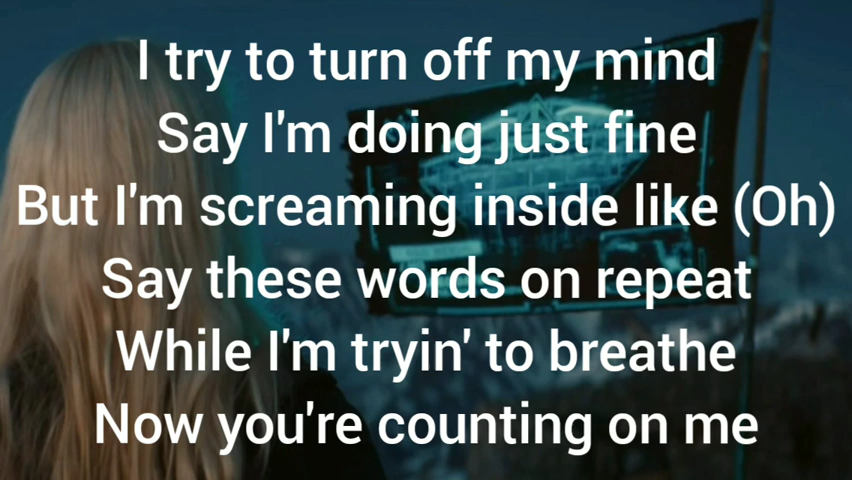 I try to turn off my mind
Say I'm doing just fine
But I'm screaming inside like (Oh)
Say these words on repeat
While I'm tryin' to breathe
Now you're counting on me